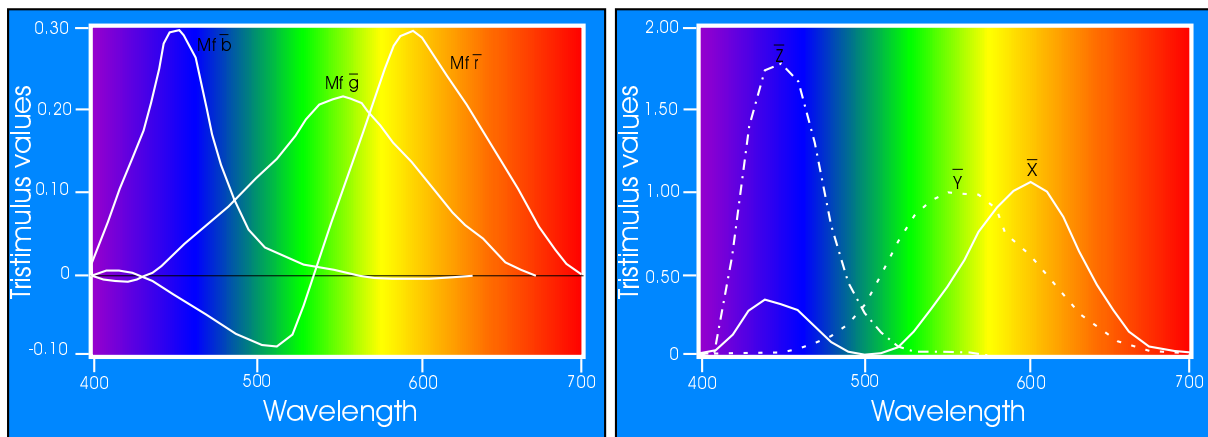 0.30
0.20
0.10
0
-0.10
Tristimulus values
Mf b̅
Mf g̅
Mf r̅
400
500
600
700
Wavelength
2.00
1.50
1.00
0.50
0
Tristimulus values
Z̅
Y̅
X̅
400
500
600
700
Wavelength